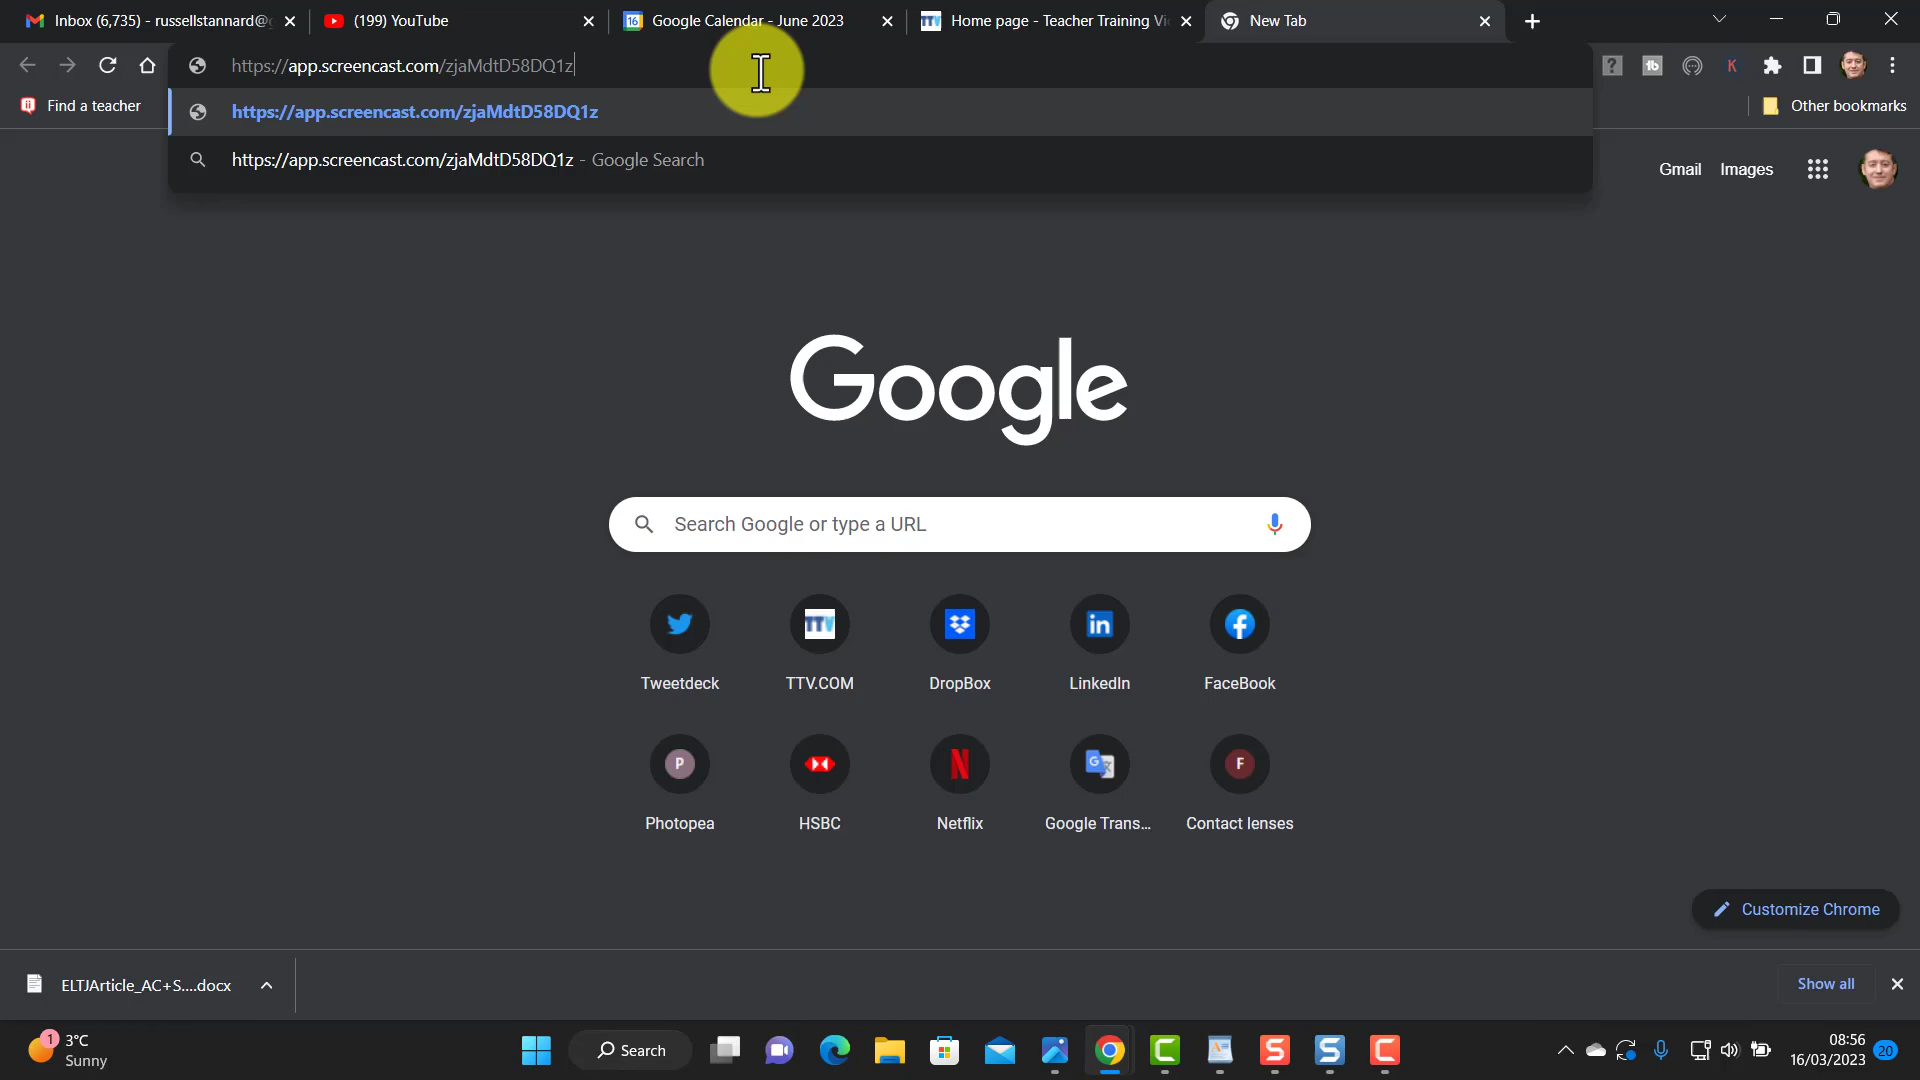 Inbox (6,735) - russellstannard@g
(199) YouTube
Google Calendar - June 2023
Home page - Teacher Training Vi
New Tab
https://app.screencast.com/zjaMdtD58DQ1z
https://app.screencast.com/zjaMdtD58DQ1z
https://app.screencast.com/zjaMdtD58DQ1z - Google Search
Find a teacher
Other bookmarks
Gmail Images
Google
Search Google or type a URL
Tweetdeck
TTV.COM
DropBox
LinkedIn
FaceBook
Photopea
HSBC
Netflix
Google Trans...
Contact lenses
Customize Chrome
ELTJArticle_AC+S....docx
Show all
1
3°C
Sunny
Search
08:56
16/03/2023
20